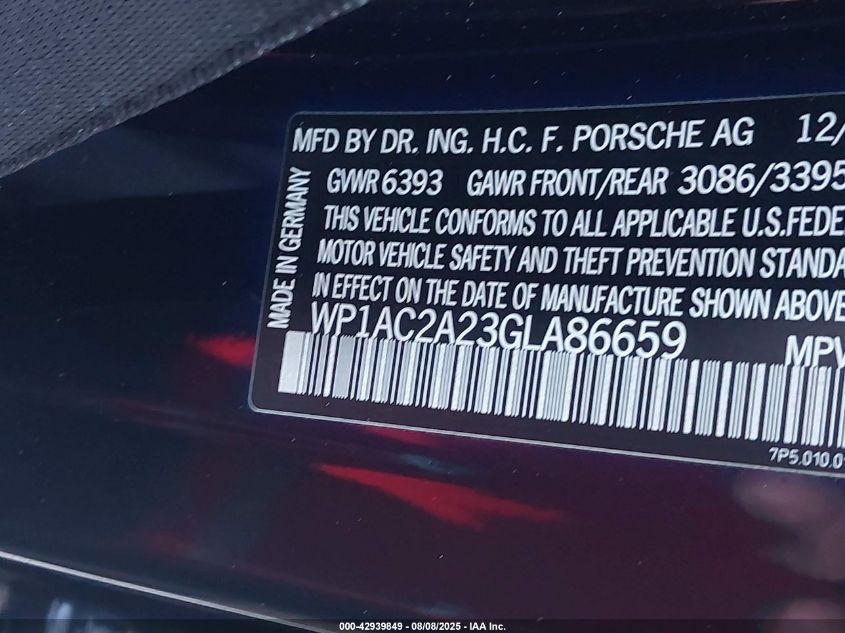 MFD BY DR. ING. H.C. F. PORSCHE AG 12/
GVWR 6393 GAWR FRONT/REAR 3086/3395
THIS VEHICLE CONFORMS TO ALL APPLICABLE U.S.FEDE
MOTOR VEHICLE SAFETY AND THEFT PREVENTION STANDA
IN EFFECT ON THE DATE OF MANUFACTURE SHOWN ABOVE
WP1AC2A23GLA86659 MPV
7P5.010.0
MADE IN GERMANY
000-42939849 - 08/08/2025 - IAA Inc.